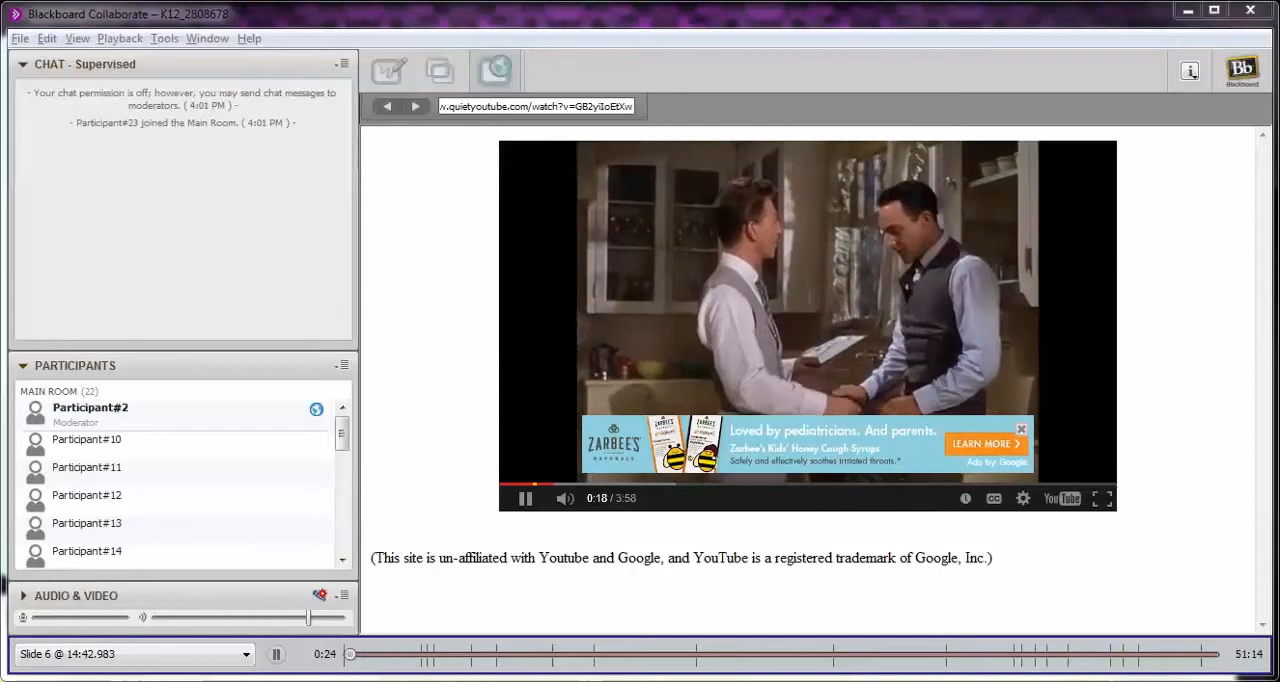 Blackboard Collaborate – K12_2808678
File Edit View Playback Tools Window Help
CHAT - Supervised
- Your chat permission is off; however, you may send chat messages to
moderators. ( 4:01 PM ) -
- Participant#23 joined the Main Room. ( 4:01 PM ) -
PARTICIPANTS
MAIN ROOM (22)
Participant#2
Moderator
Participant#10
Participant#11
Participant#12
Participant#13
Participant#14
AUDIO & VIDEO
i
Bb
Blackboard
w.quietyoutube.com/watch?v=GB2yiIoEtXw
ZARBEE'S
NATURALS
Loved by pediatricians. And parents.
Zarbee's Kids' Honey Cough Syrups
Safely and effectively soothes irritated throats.*
LEARN MORE
Ads by Google
0:18 / 3:58
CC
YouTube
(This site is un-affiliated with Youtube and Google, and YouTube is a registered trademark of Google, Inc.)
Slide 6 @ 14:42.983
0:24
51:14